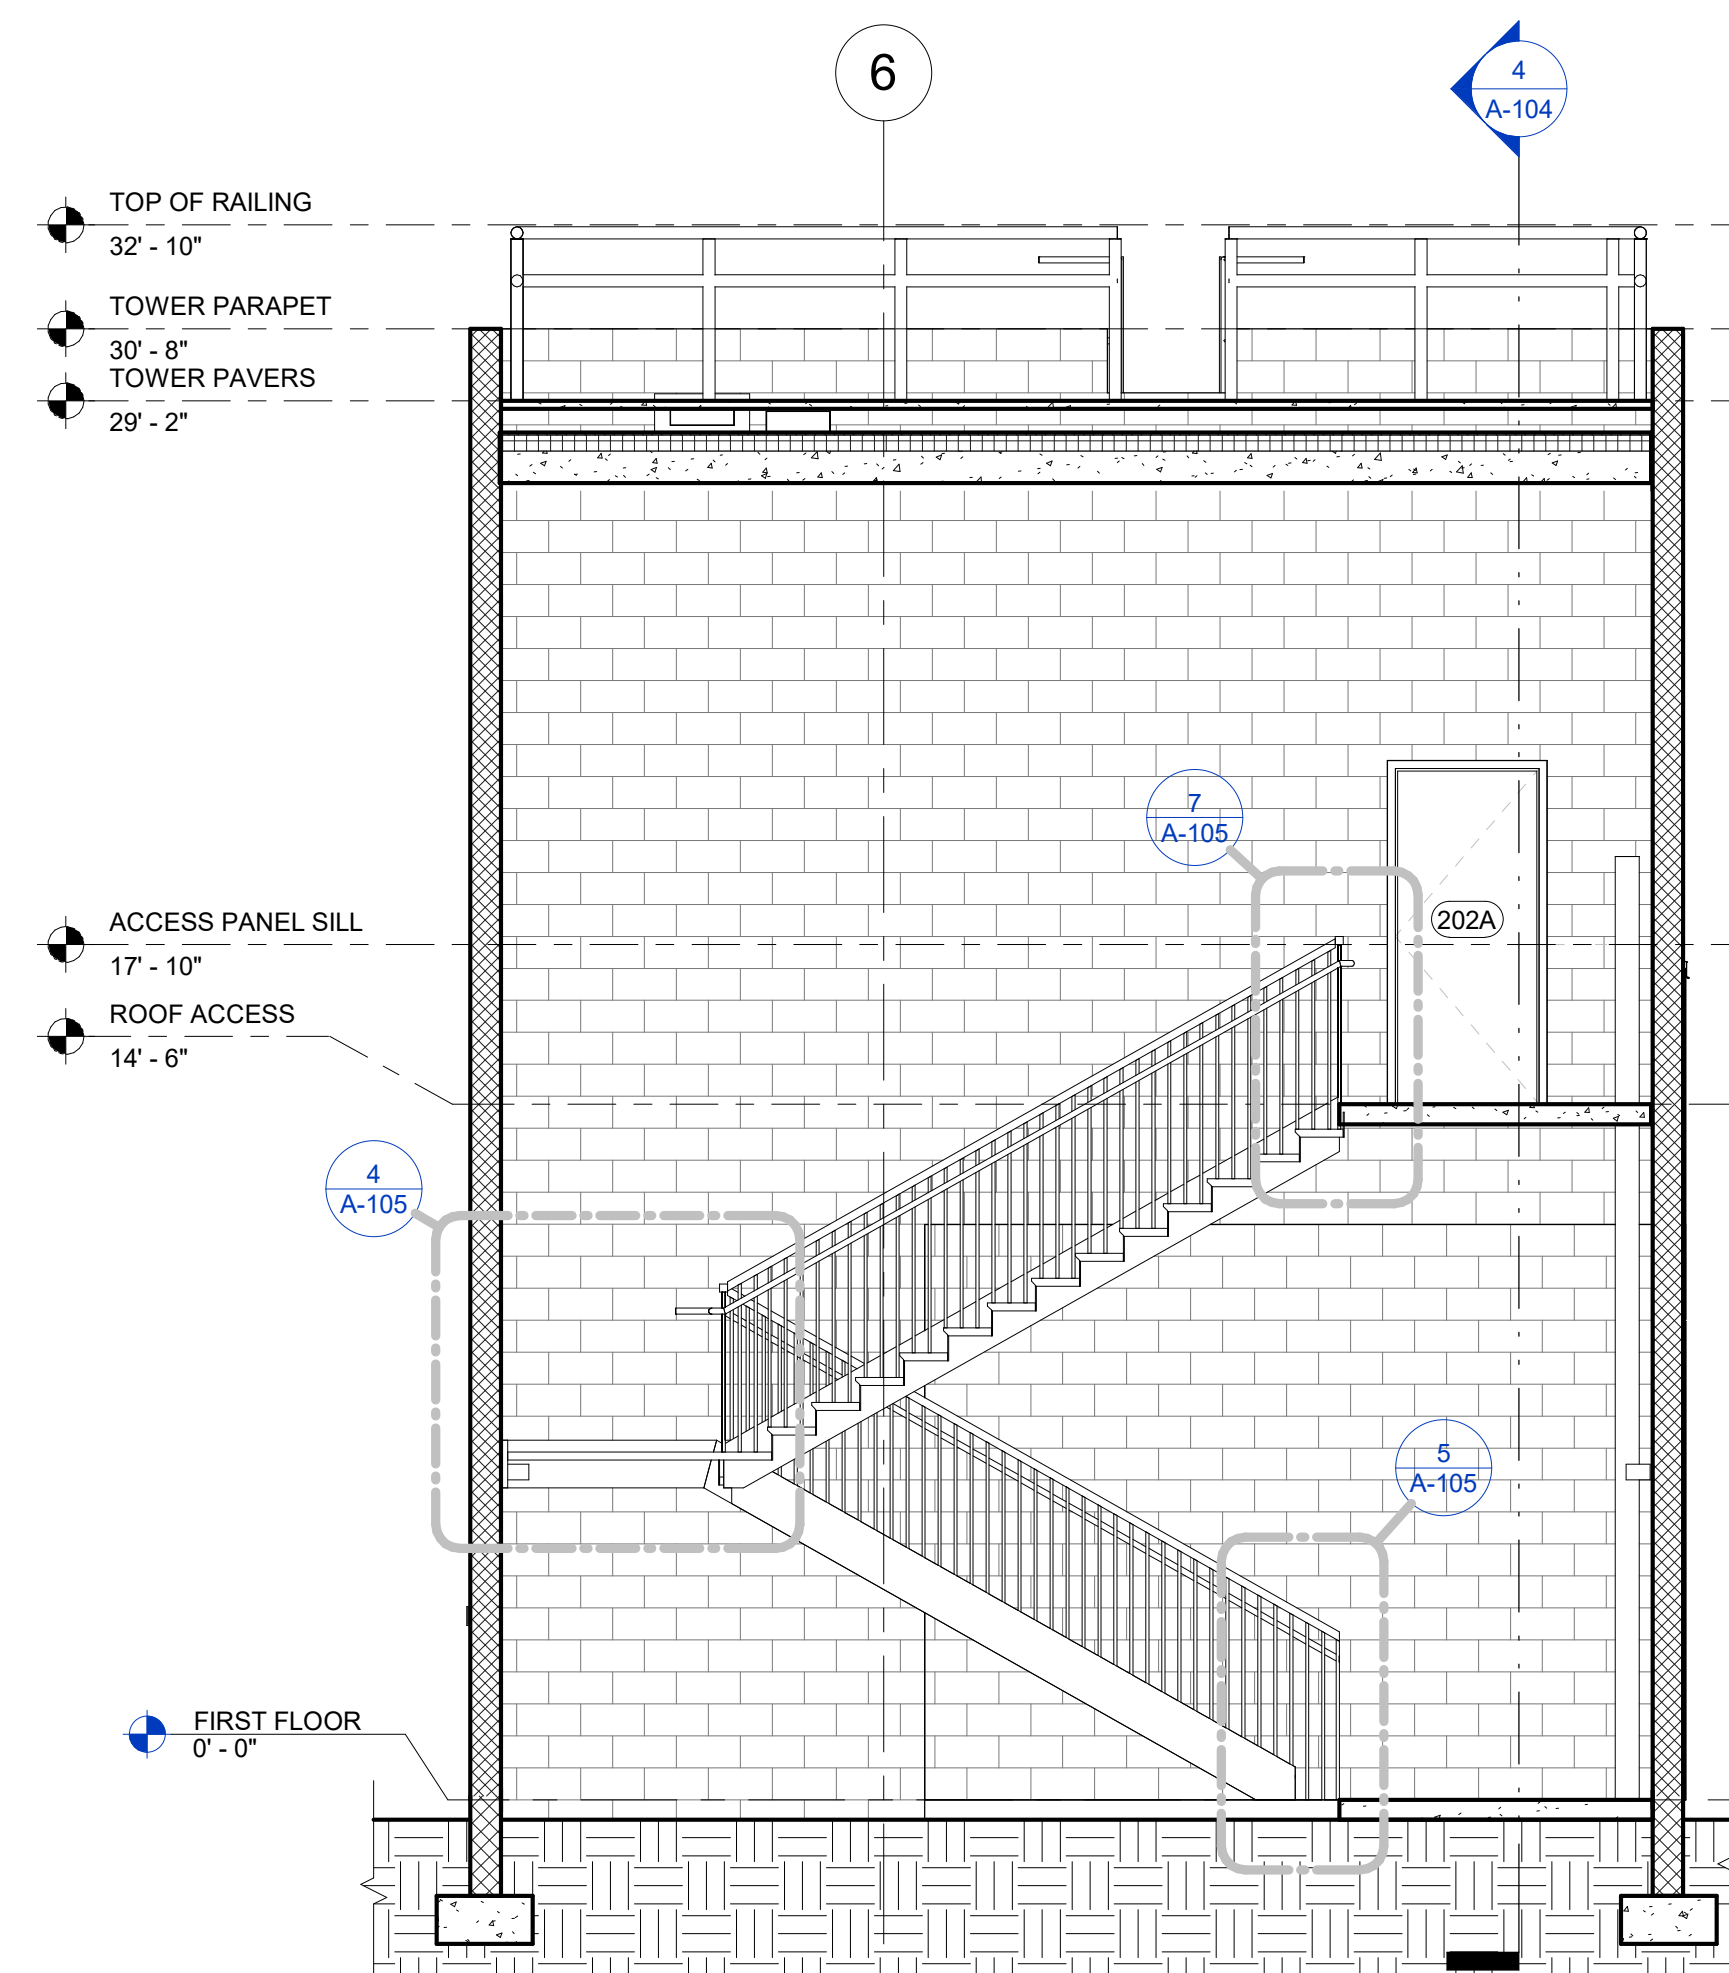 6
4
A-104
TOP OF RAILING
32' - 10"
TOWER PARAPET
30' - 8"
TOWER PAVERS
29' - 2"
7
A-105
202A
ACCESS PANEL SILL
17' - 10"
ROOF ACCESS
14' - 6"
4
A-105
5
A-105
FIRST FLOOR
0' - 0"